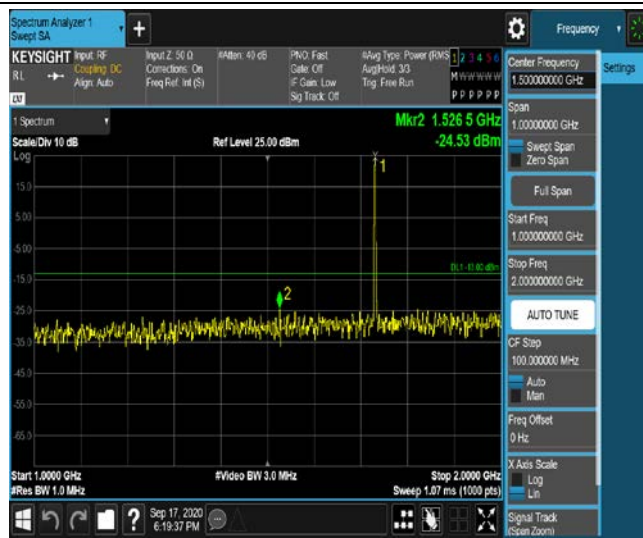 Spectrum Analyzer 1
Swept SA
+
Frequency
KEYSIGHT
RL
Input: RF
Coupling: DC
Align: Auto
Input Z: 50 Ω
Corrections: On
Freq Ref: Int (S)
#Atten: 40 dB
PNO: Fast
Gate: Off
IF Gain: Low
Sig Track: Off
#Avg Type: Power (RMS
Avg|Hold: 3/3
Trig: Free Run
1 2 3 4 5 6
M W W W W W
P P P P P P
1 Spectrum
Scale/Div 10 dB
Ref Level 25.00 dBm
Mkr2 1.526 5 GHz
-24.53 dBm
Log
15.0
5.00
-5.00
-15.0
-25.0
-35.0
-45.0
-55.0
-65.0
1
2
DL1 -13.00 dBm
Start 1.0000 GHz
#Res BW 1.0 MHz
#Video BW 3.0 MHz
Stop 2.0000 GHz
Sweep 1.07 ms (1000 pts)
?
Sep 17, 2020
6:19:37 PM
Settings
Center Frequency
1.500000000 GHz
Span
1.00000000 GHz
Swept Span
Zero Span
Full Span
Start Freq
1.000000000 GHz
Stop Freq
2.000000000 GHz
AUTO TUNE
CF Step
100.000000 MHz
Auto
Man
Freq Offset
0 Hz
X Axis Scale
Log
Lin
Signal Track
(Span Zoom)